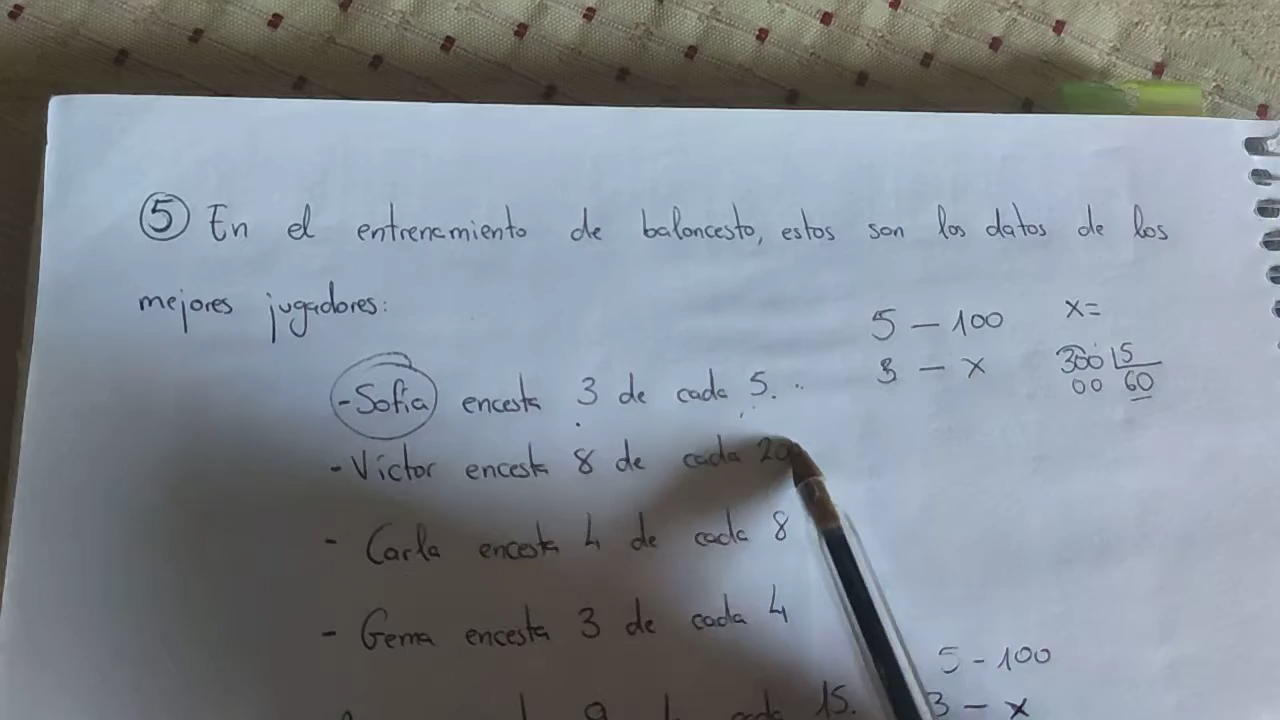 ⑤ En el entrenamiento de baloncesto, estos son los datos de los
mejores jugadores:
- Sofía encesta 3 de cada 5.
- Víctor encesta 8 de cada 20
- Carla encesta 4 de cada 8
- Gema encesta 3 de cada 4
cada 15.
5 - 100
3 - x
x=
300 5
00 60
5 - 100
3 - x